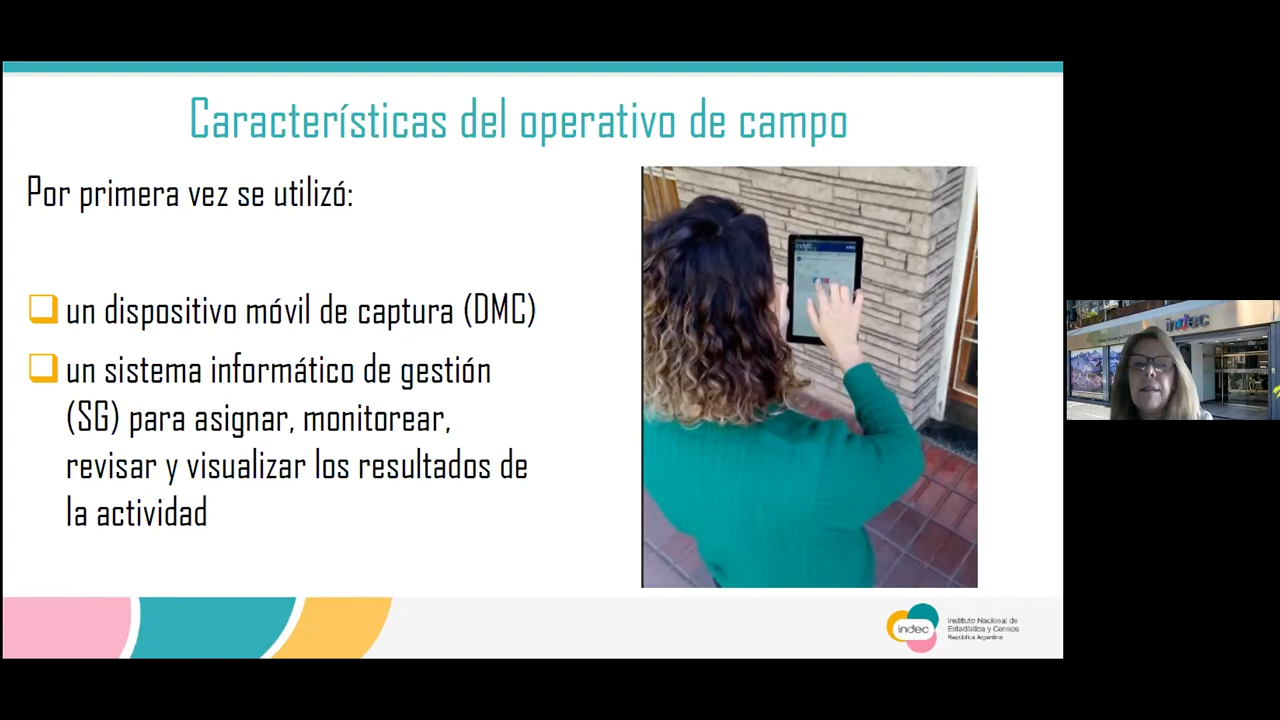 Características del operativo de campo
Por primera vez se utilizó:
un dispositivo móvil de captura (DMC)
un sistema informático de gestión
(SG) para asignar, monitorear,
revisar y visualizar los resultados de
la actividad
indec
indec
indec
Instituto Nacional de
Estadística y Censos
República Argentina